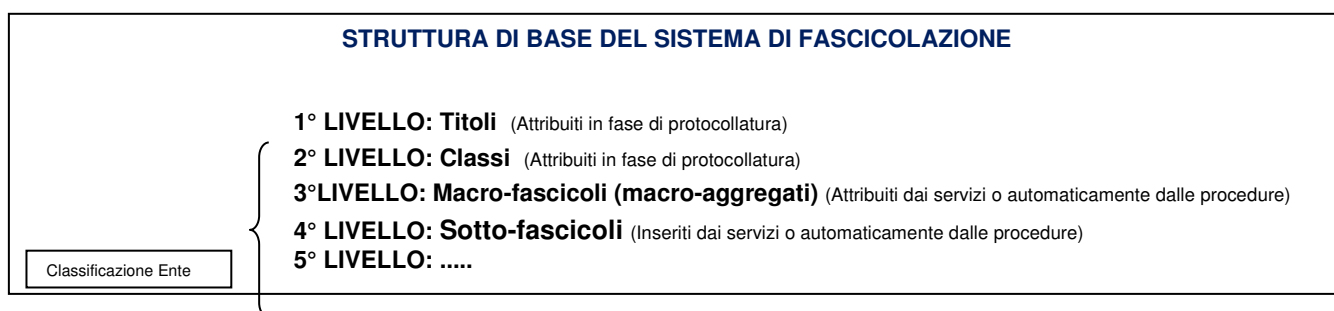 STRUTTURA DI BASE DEL SISTEMA DI FASCICOLAZIONE
1° LIVELLO: Titoli (Attribuiti in fase di protocollatura)
2° LIVELLO: Classi (Attribuiti in fase di protocollatura)
3°LIVELLO: Macro-fascicoli (macro-aggregati) (Attribuiti dai servizi o automaticamente dalle procedure)
4° LIVELLO: Sotto-fascicoli (Inseriti dai servizi o automaticamente dalle procedure)
5° LIVELLO: .....
Classificazione Ente